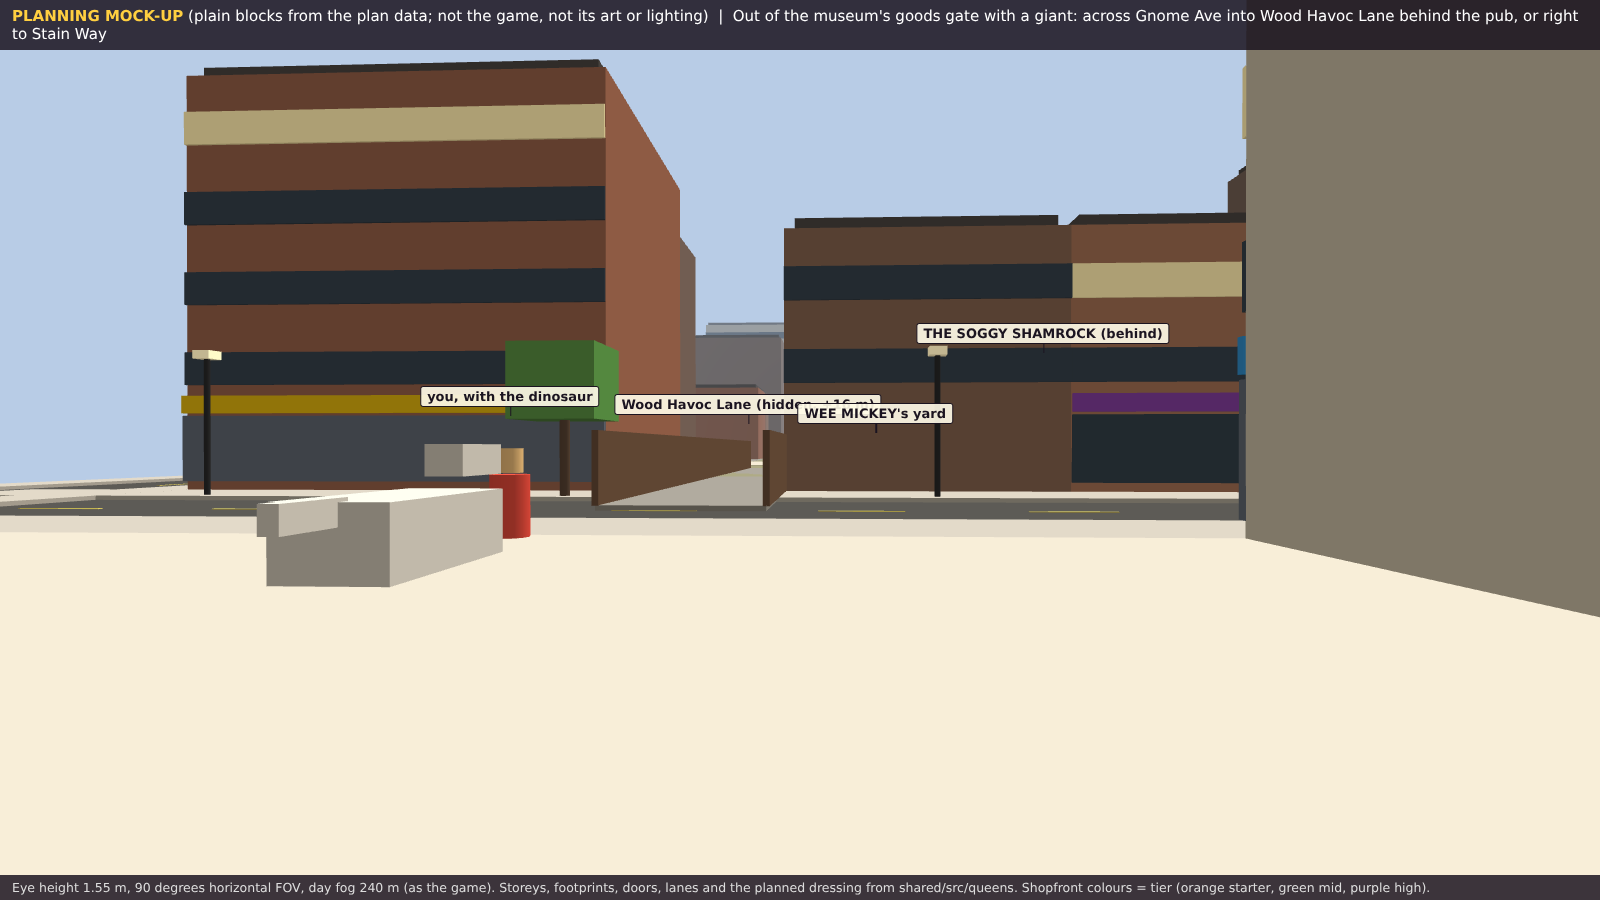 PLANNING MOCK-UP (plain blocks from the plan data; not the game, not its art or lighting) | Out of the museum's goods gate with a giant: across Gnome Ave into Wood Havoc Lane behind the pub, or right
to Stain Way
THE SOGGY SHAMROCK (behind)
you, with the dinosaur
Wood Havoc Lane (hidden, +16 m)
WEE MICKEY's yard
Eye height 1.55 m, 90 degrees horizontal FOV, day fog 240 m (as the game). Storeys, footprints, doors, lanes and the planned dressing from shared/src/queens. Shopfront colours = tier (orange starter, green mid, purple high).